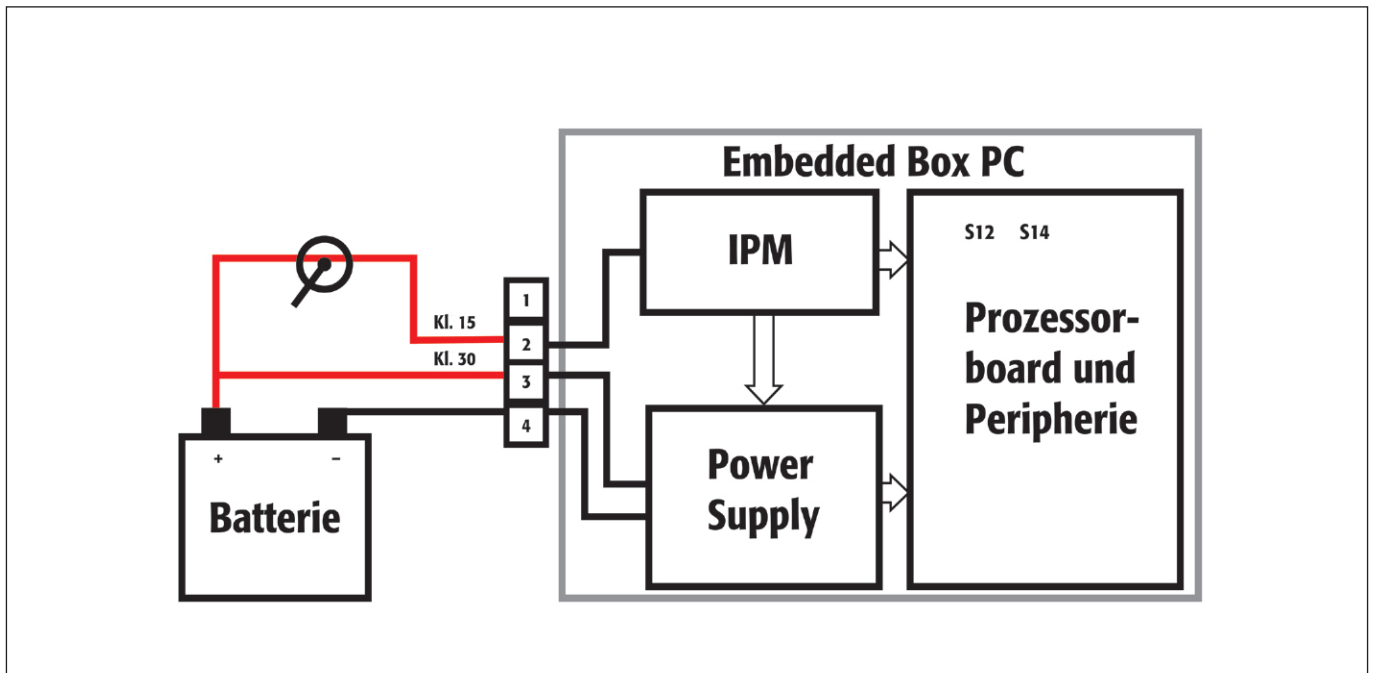 Embedded Box PC
IPM
S12 S14
Prozessor-
board und
Peripherie
Kl. 15
Kl. 30
1
2
3
4
+
–
Batterie
Power
Supply